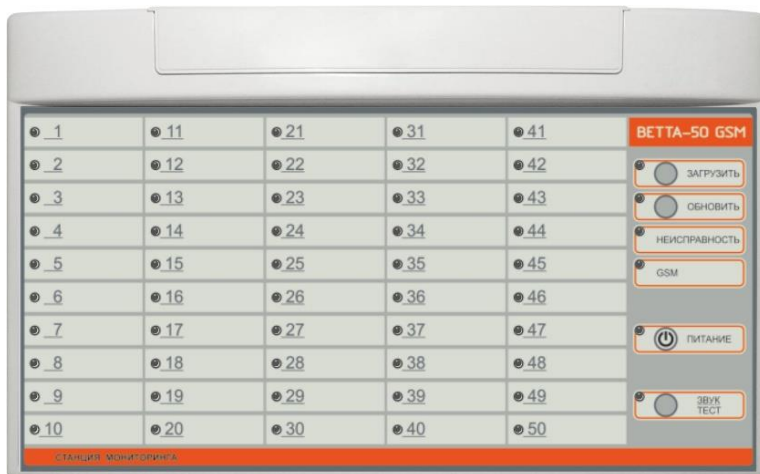 1 11 21 31 41 ВЕТТА-50 GSM
2 12 22 32 42
ЗАГРУЗИТЬ
3 13 23 33 43
ОБНОВИТЬ
4 14 24 34 44
НЕИСПРАВНОСТЬ
5 15 25 35 45
GSM
6 16 26 36 46
7 17 27 37 47
ПИТАНИЕ
8 18 28 38 48
9 19 29 39 49
ЗВУК
ТЕСТ
10 20 30 40 50
СТАНЦИЯ МОНИТОРИНГА